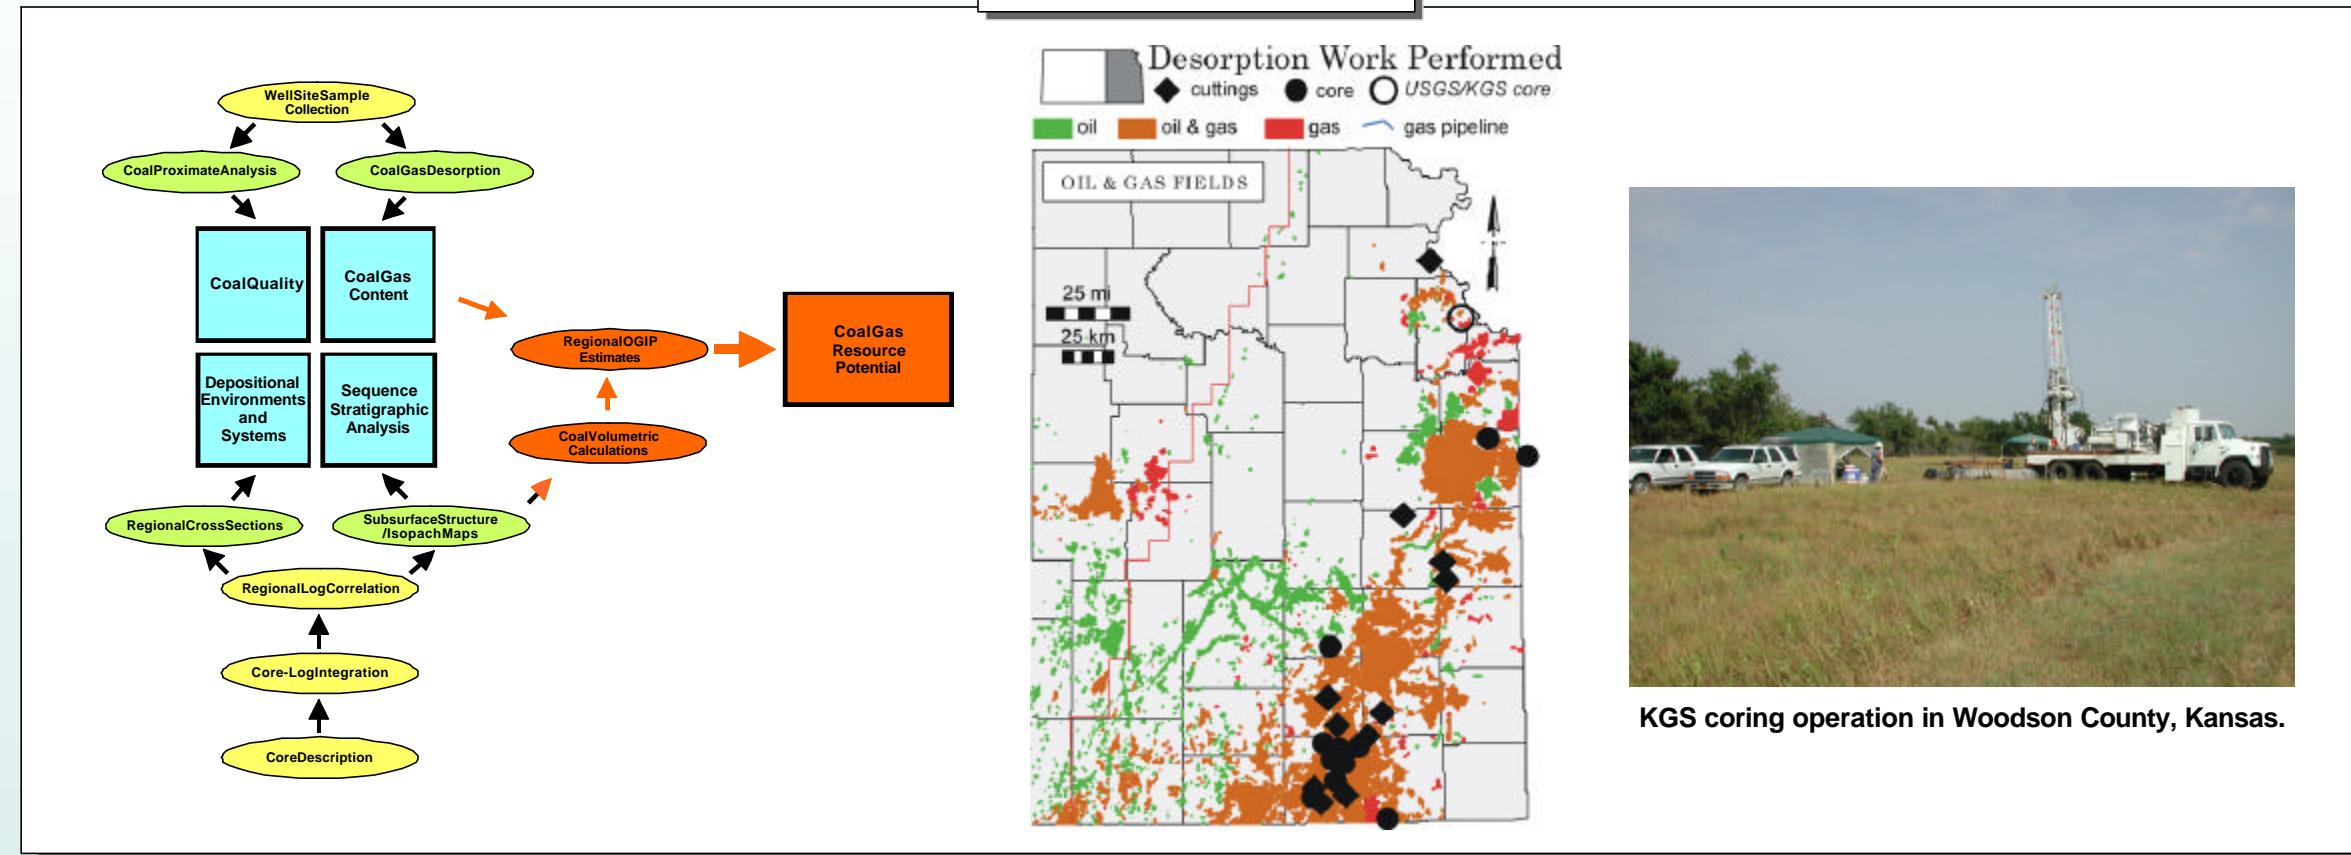 WellSiteSample
Collection
CoalProximateAnalysis
CoalGasDesorption
CoalQuality
CoalGas
Content
Depositional
Environments
and
Systems
Sequence
Stratigraphic
Analysis
RegionalCrossSections
SubsurfaceStructure
/IsopachMaps
RegionalLogCorrelation
Core-LogIntegration
CoreDescription
RegionalOGIP
Estimates
CoalVolumetric
Calculations
CoalGas
Resource
Potential
Desorption Work Performed
cuttings core USGS/KGS core
oil oil & gas gas gas pipeline
OIL & GAS FIELDS
25 mi
25 km
KGS coring operation in Woodson County, Kansas.